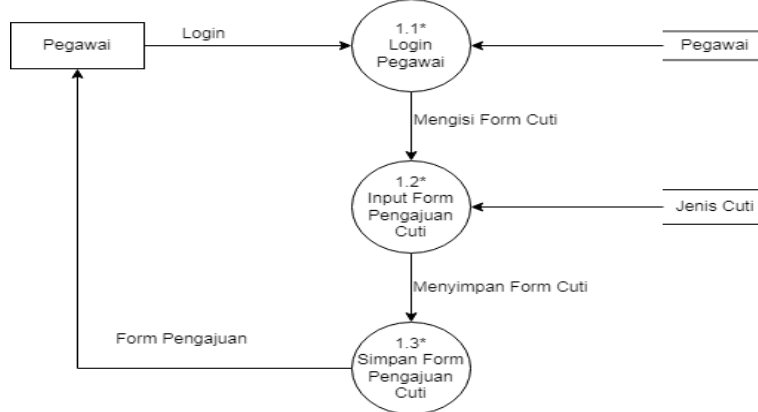 Pegawai
Login
1.1*
Login
Pegawai
Pegawai
Mengisi Form Cuti
1.2*
Input Form
Pengajuan
Cuti
Jenis Cuti
Menyimpan Form Cuti
Form Pengajuan
1.3*
Simpan Form
Pengajuan
Cuti